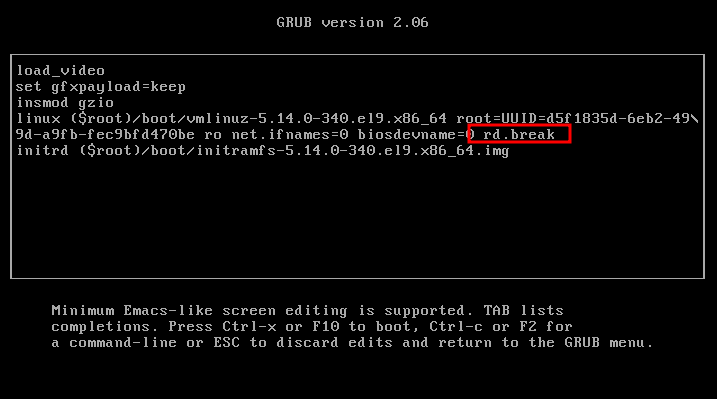 GRUB version 2.06
load_video
set gfxpayload=keep
insmod gzio
linux ($root)/boot/vmlinuz-5.14.0-340.el9.x86_64 root=UUID=d5f1835d-6eb2-49\
9d-a9fb-fec9bfd470be ro net.ifnames=0 biosdevname=0 rd.break
initrd ($root)/boot/initramfs-5.14.0-340.el9.x86_64.img
Minimum Emacs-like screen editing is supported. TAB lists
completions. Press Ctrl-x or F10 to boot, Ctrl-c or F2 for
a command-line or ESC to discard edits and return to the GRUB menu.